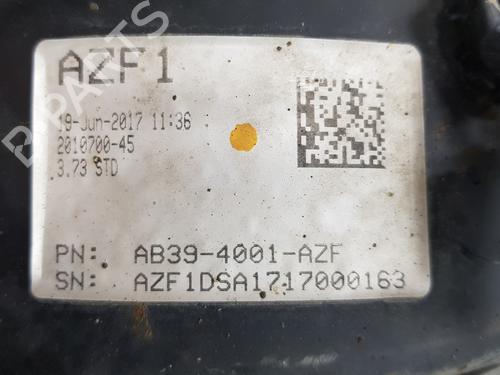 AZF1
19-Jun-2017 11:36
2010700-45
3.73 STD
PN: AB39-4001-AZF
SN: AZF1DSA1717000163
B-PARTS